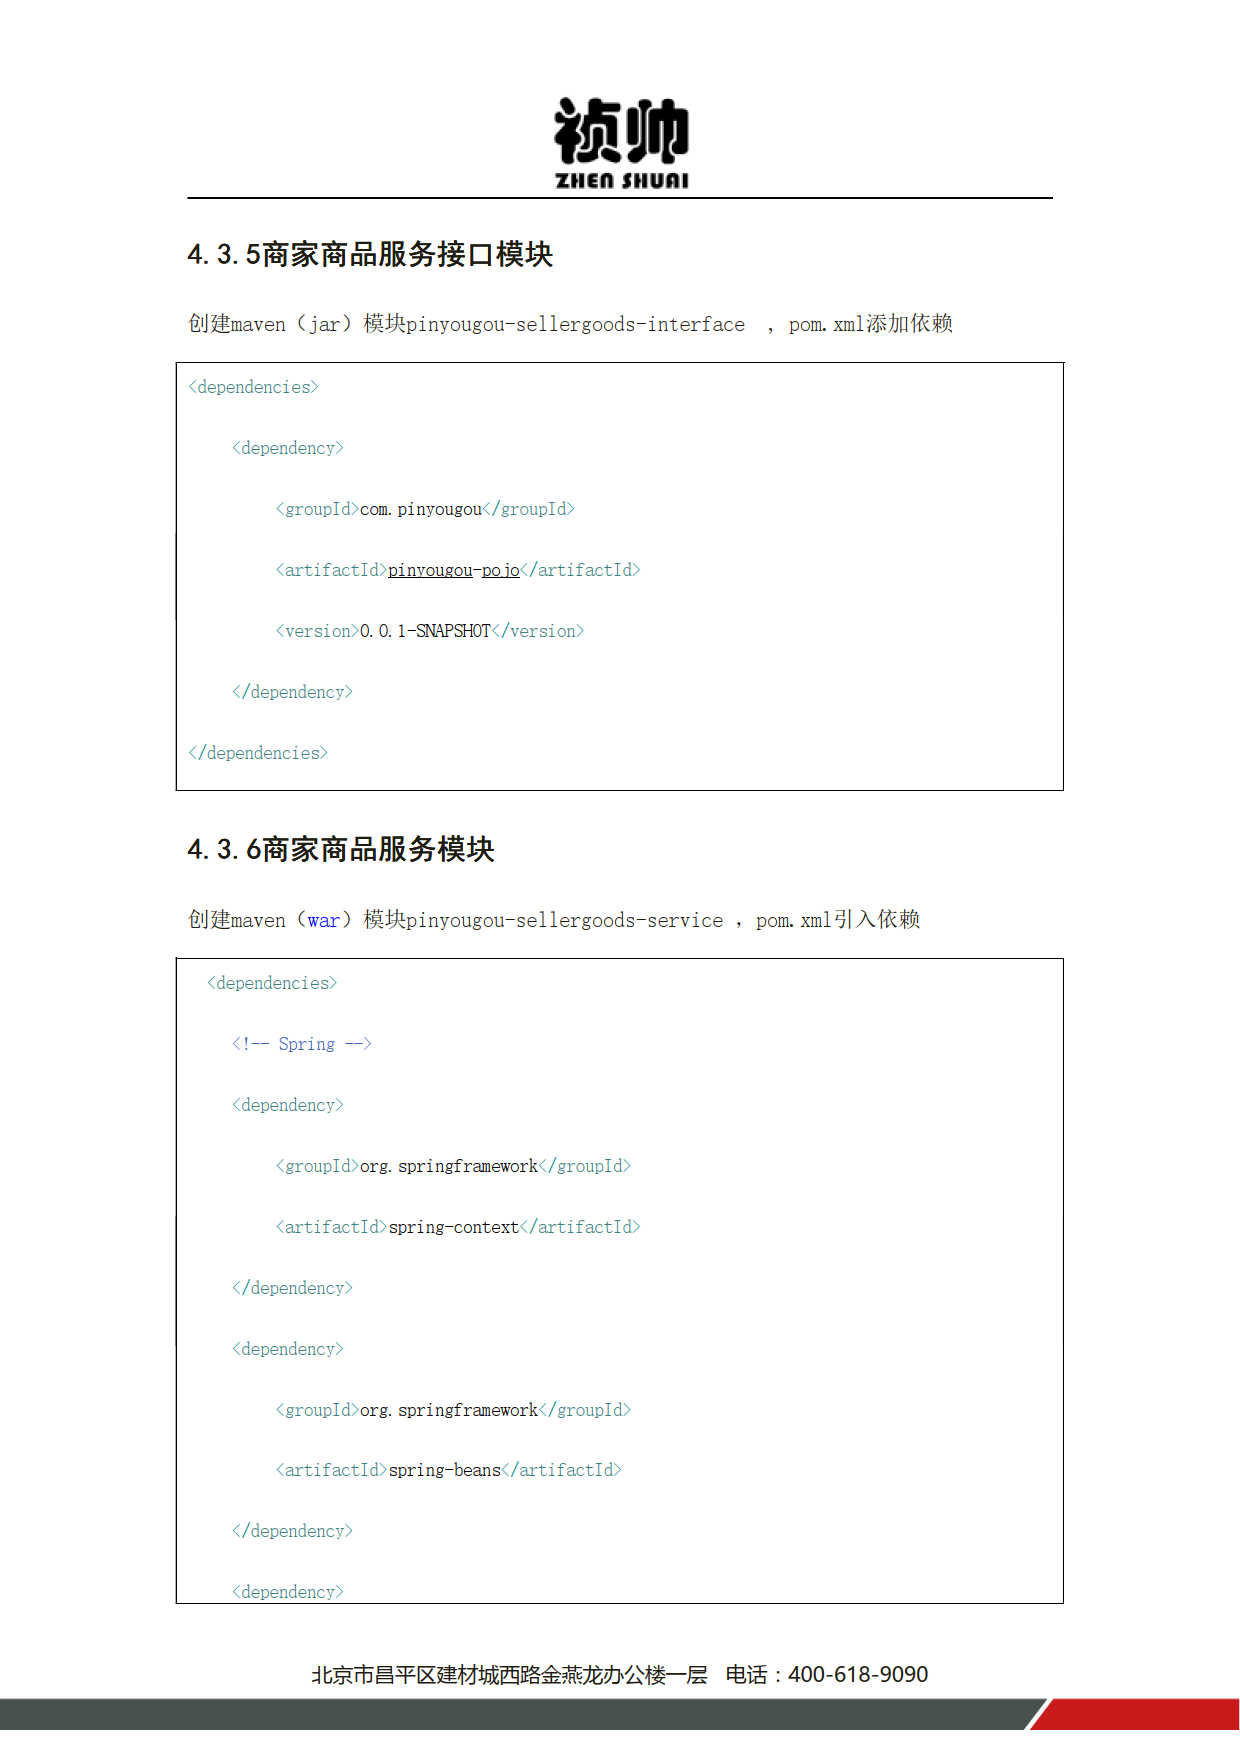 祯帅
ZHEN SHUAI
4.3.5商家商品服务接口模块
创建maven（jar）模块pinyougou-sellergoods-interface ，pom.xml添加依赖
<dependencies>
<dependency>
<groupId>com.pinyougou</groupId>
<artifactId>pinyougou-pojo</artifactId>
<version>0.0.1-SNAPSHOT</version>
</dependency>
</dependencies>
4.3.6商家商品服务模块
创建maven（war）模块pinyougou-sellergoods-service ，pom.xml引入依赖
<dependencies>
<!-- Spring -->
<dependency>
<groupId>org.springframework</groupId>
<artifactId>spring-context</artifactId>
</dependency>
<dependency>
<groupId>org.springframework</groupId>
<artifactId>spring-beans</artifactId>
</dependency>
<dependency>
北京市昌平区建材城西路金燕龙办公楼一层 电话：400-618-9090